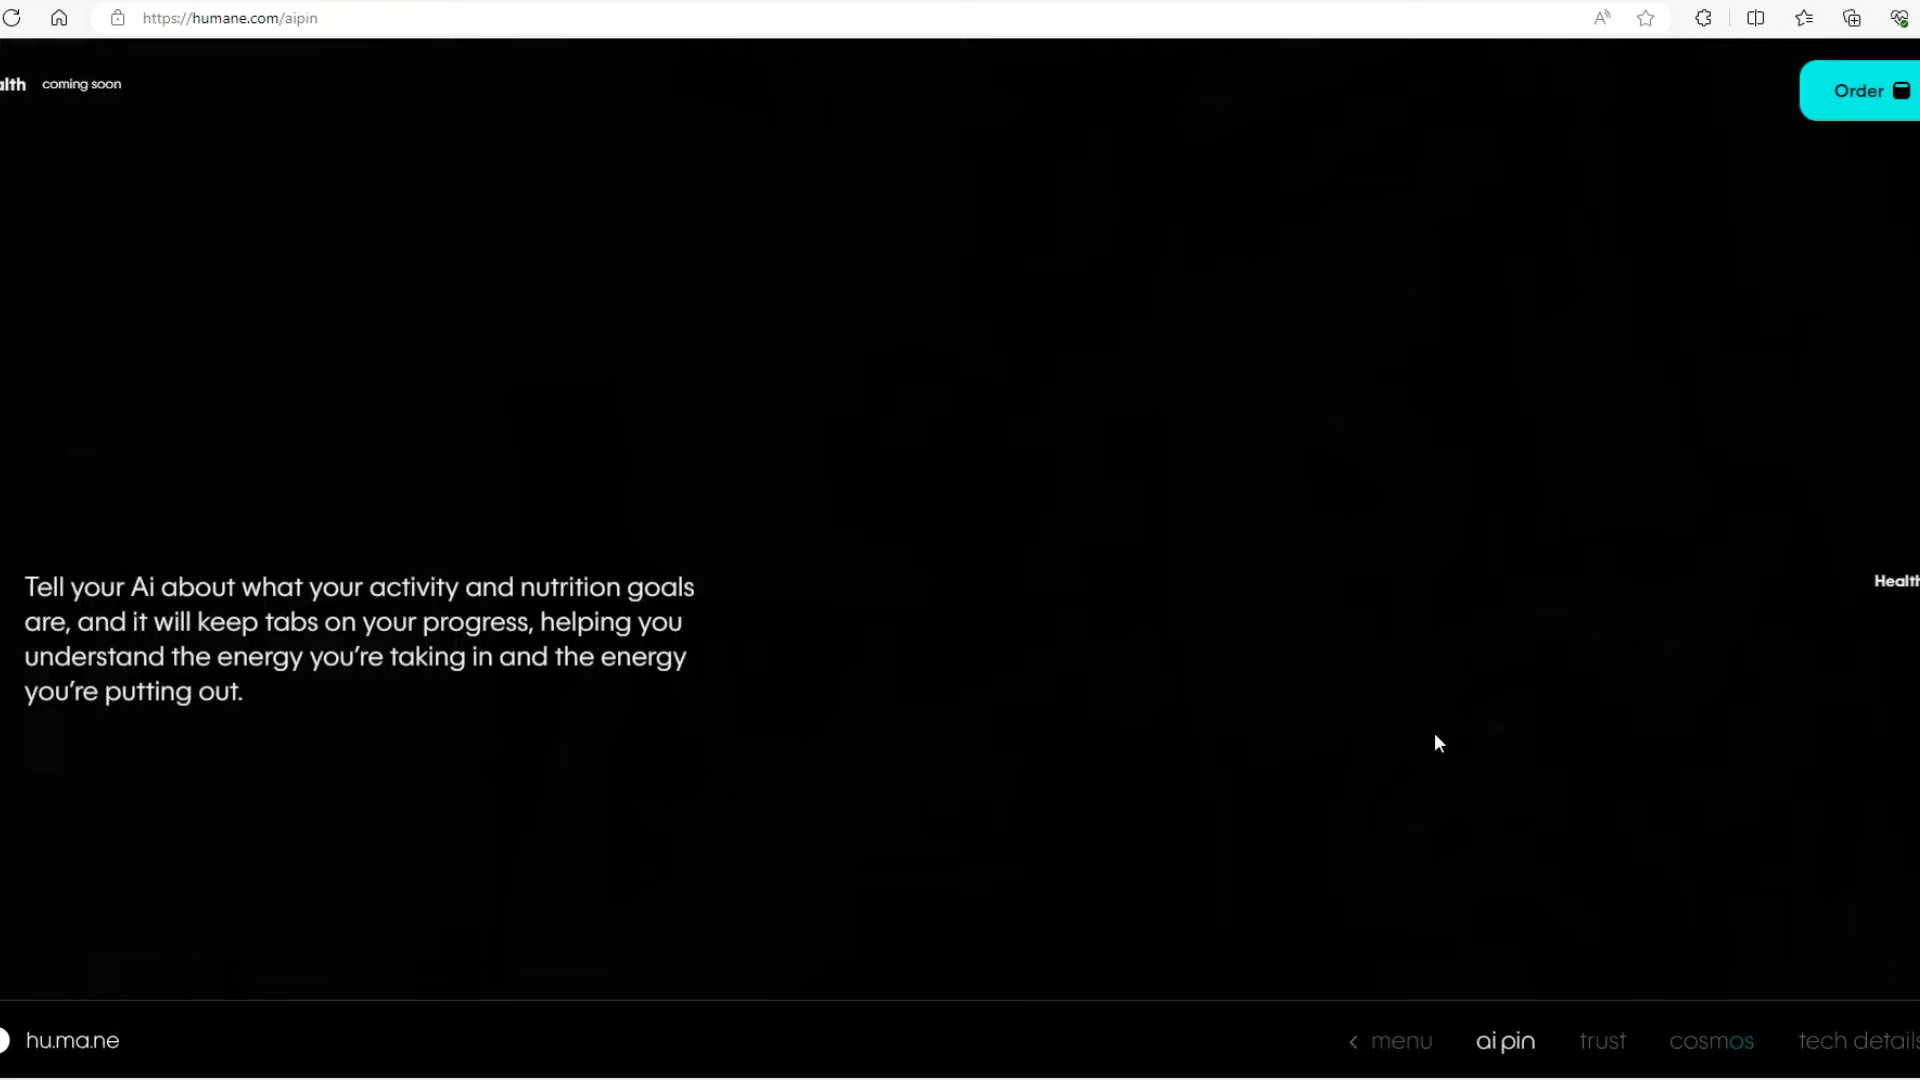 https://humane.com/aipin
alth coming soon
Order
Tell your Ai about what your activity and nutrition goals
are, and it will keep tabs on your progress, helping you
understand the energy you're taking in and the energy
you're putting out.
Health
hu.ma.ne
< menu
ai pin
trust
cosmos
tech details